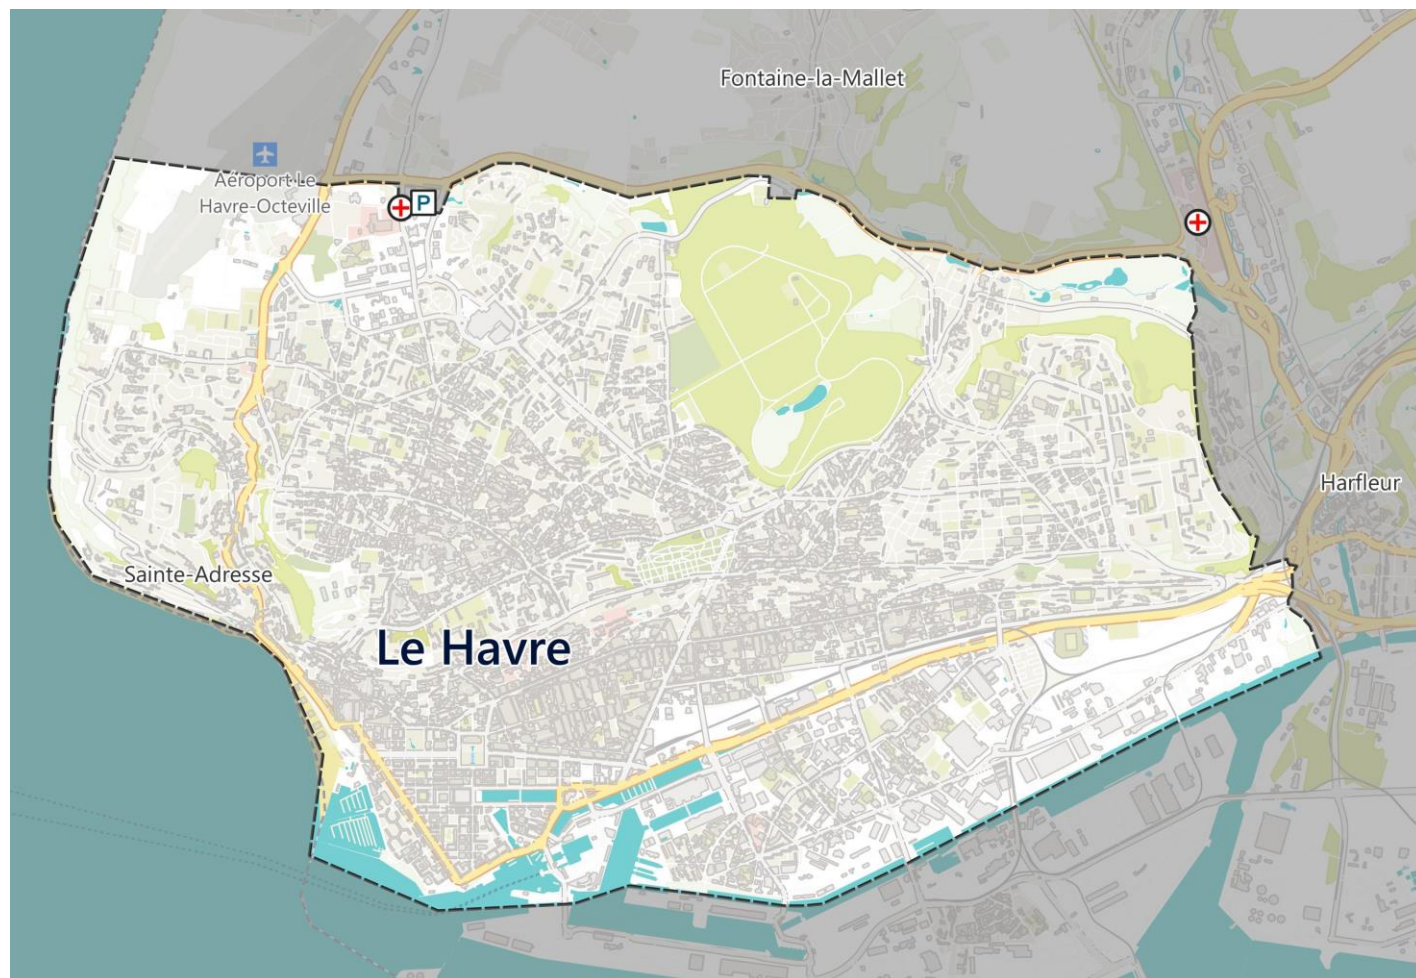 Fontaine-la-Mallet
Aéroport Le
Havre-Octeville
P
Harfleur
Sainte-Adresse
Le Havre